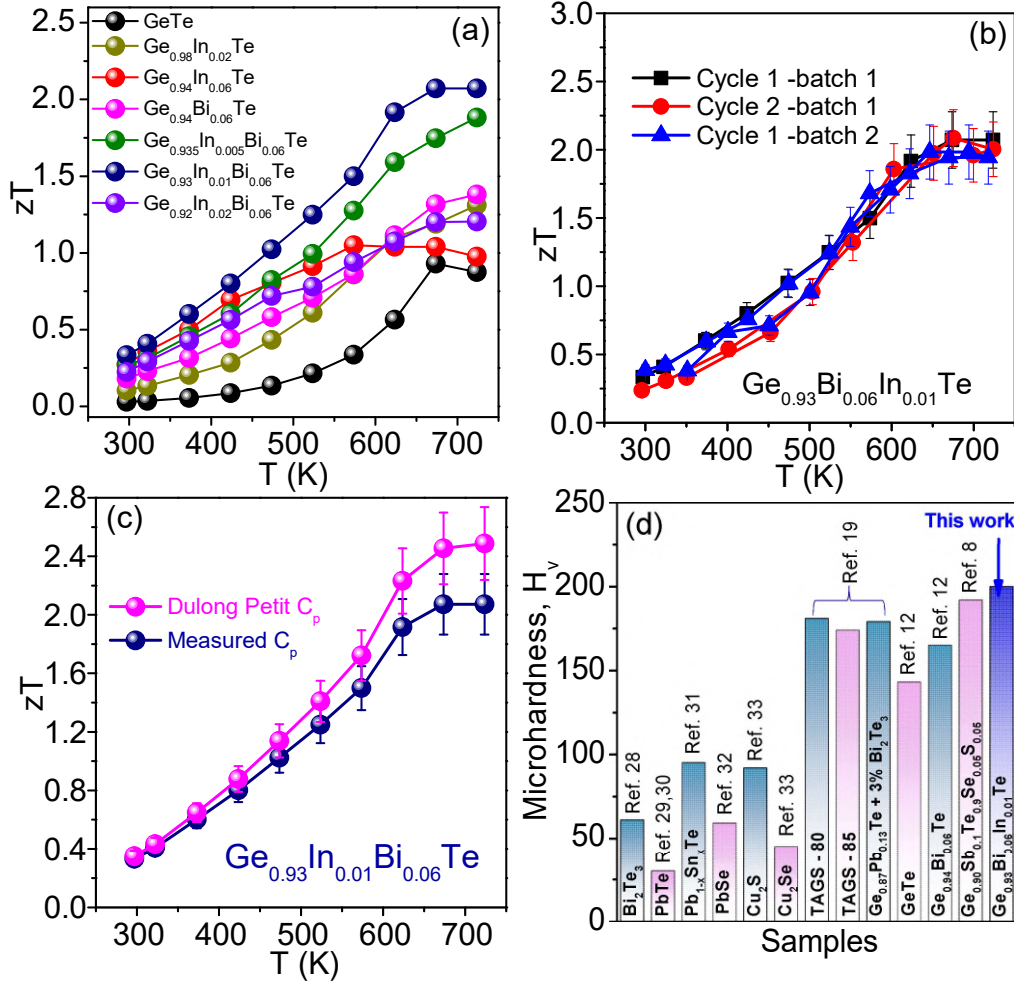 (a)
GeTe
Ge0.98In0.02Te
Ge0.94In0.06Te
Ge0.94Bi0.06Te
Ge0.935In0.005Bi0.06Te
Ge0.93In0.01Bi0.06Te
Ge0.92In0.02Bi0.06Te
2.0
1.5
1.0
0.5
0.0
zT
300 400 500 600 700
T (K)
(b)
Cycle 1 -batch 1
Cycle 2 -batch 1
Cycle 1 -batch 2
3.0
2.5
2.0
1.5
1.0
0.5
0.0
zT
Ge0.93Bi0.06In0.01Te
300 400 500 600 700
T (K)
(c)
Dulong Petit Cp
Measured Cp
2.8
2.4
2.0
1.6
1.2
0.8
0.4
0.0
zT
Ge0.93In0.01Bi0.06Te
300 400 500 600 700
T (K)
(d)
This work
250
200
150
100
50
0
Microhardness, Hv
Ref. 28
Ref. 29,30
Ref. 31
Ref. 32
Ref. 33
Ref. 33
Ref. 19
Ref. 12
Ref. 12
Ref. 8
Bi2Te3
PbTe
Pb1-xSnxTe
PbSe
Cu2S
Cu2Se
TAGS - 80
TAGS - 85
Ge0.87Pb0.13Te + 3% Bi2Te3
GeTe
Ge0.94Bi0.06Te
Ge0.90Sb0.1Te0.9Se0.05S0.05
Ge0.93Bi0.06In0.01Te
Samples